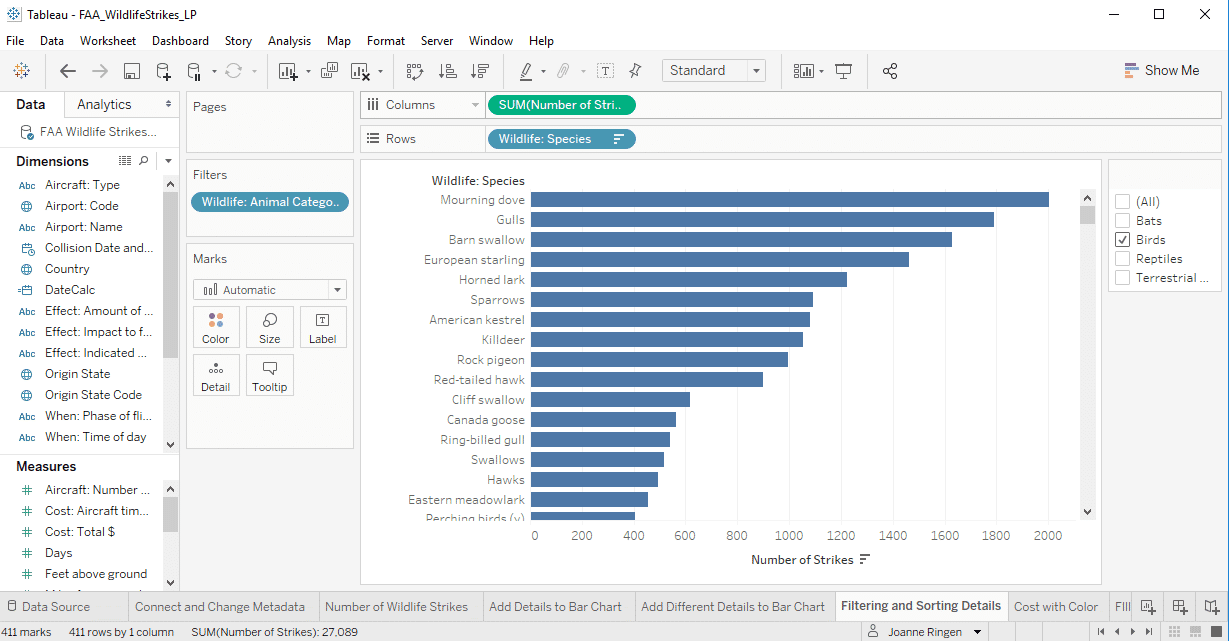 Tableau - FAA_WildlifeStrikes_LP
File Data Worksheet Dashboard Story Analysis Map Format Server Window Help
Standard Show Me
Data Analytics
FAA Wildlife Strikes...
Dimensions
Abc Aircraft: Type
Airport: Code
Abc Airport: Name
Collision Date and...
Country
DateCalc
Abc Effect: Amount of ...
Abc Effect: Impact to f...
Abc Effect: Indicated ...
Origin State
Origin State Code
Abc When: Phase of fli...
Abc When: Time of day
Measures
Aircraft: Number ...
Cost: Aircraft tim...
Cost: Total $
Days
Feet above ground
Pages
Filters
Wildlife: Animal Catego..
Marks
Automatic
Color Size Label
Detail Tooltip
Columns SUM(Number of Stri..
Rows Wildlife: Species
Wildlife: Species
Mourning dove
Gulls
Barn swallow
European starling
Horned lark
Sparrows
American kestrel
Killdeer
Rock pigeon
Red-tailed hawk
Cliff swallow
Canada goose
Ring-billed gull
Swallows
Hawks
Eastern meadowlark
Perching birds (y)
0 200 400 600 800 1000 1200 1400 1600 1800 2000
Number of Strikes
(All)
Bats
Birds
Reptiles
Terrestrial ...
Data Source Connect and Change Metadata Number of Wildlife Strikes Add Details to Bar Chart Add Different Details to Bar Chart Filtering and Sorting Details Cost with Color
411 marks 411 rows by 1 column SUM(Number of Strikes): 27,089 Joanne Ringen